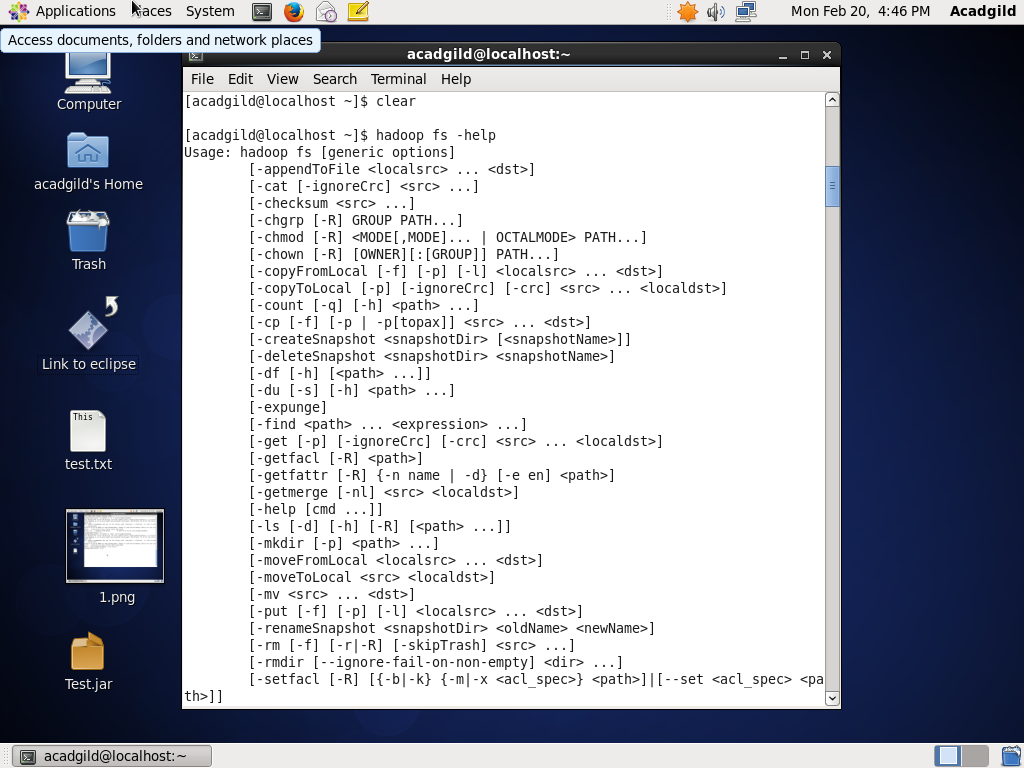 Applications Places System Mon Feb 20, 4:46 PM Acadgild
Access documents, folders and network places
Computer
acadgild's Home
Trash
Link to eclipse
This
test.txt
1.png
Test.jar
acadgild@localhost:~
File Edit View Search Terminal Help
[acadgild@localhost ~]$ clear
[acadgild@localhost ~]$ hadoop fs -help
Usage: hadoop fs [generic options]
[-appendToFile <localsrc> ... <dst>]
[-cat [-ignoreCrc] <src> ...]
[-checksum <src> ...]
[-chgrp [-R] GROUP PATH...]
[-chmod [-R] <MODE[,MODE]... | OCTALMODE> PATH...]
[-chown [-R] [OWNER][:[GROUP]] PATH...]
[-copyFromLocal [-f] [-p] [-l] <localsrc> ... <dst>]
[-copyToLocal [-p] [-ignoreCrc] [-crc] <src> ... <localdst>]
[-count [-q] [-h] <path> ...]
[-cp [-f] [-p | -p[topax]] <src> ... <dst>]
[-createSnapshot <snapshotDir> [<snapshotName>]]
[-deleteSnapshot <snapshotDir> <snapshotName>]
[-df [-h] [<path> ...]]
[-du [-s] [-h] <path> ...]
[-expunge]
[-find <path> ... <expression> ...]
[-get [-p] [-ignoreCrc] [-crc] <src> ... <localdst>]
[-getfacl [-R] <path>]
[-getfattr [-R] {-n name | -d} [-e en] <path>]
[-getmerge [-nl] <src> <localdst>]
[-help [cmd ...]]
[-ls [-d] [-h] [-R] [<path> ...]]
[-mkdir [-p] <path> ...]
[-moveFromLocal <localsrc> ... <dst>]
[-moveToLocal <src> <localdst>]
[-mv <src> ... <dst>]
[-put [-f] [-p] [-l] <localsrc> ... <dst>]
[-renameSnapshot <snapshotDir> <oldName> <newName>]
[-rm [-f] [-r|-R] [-skipTrash] <src> ...]
[-rmdir [--ignore-fail-on-non-empty] <dir> ...]
[-setfacl [-R] [{-b|-k} {-m|-x <acl_spec>} <path>]|[--set <acl_spec> <pa
th>]]
acadgild@localhost:~